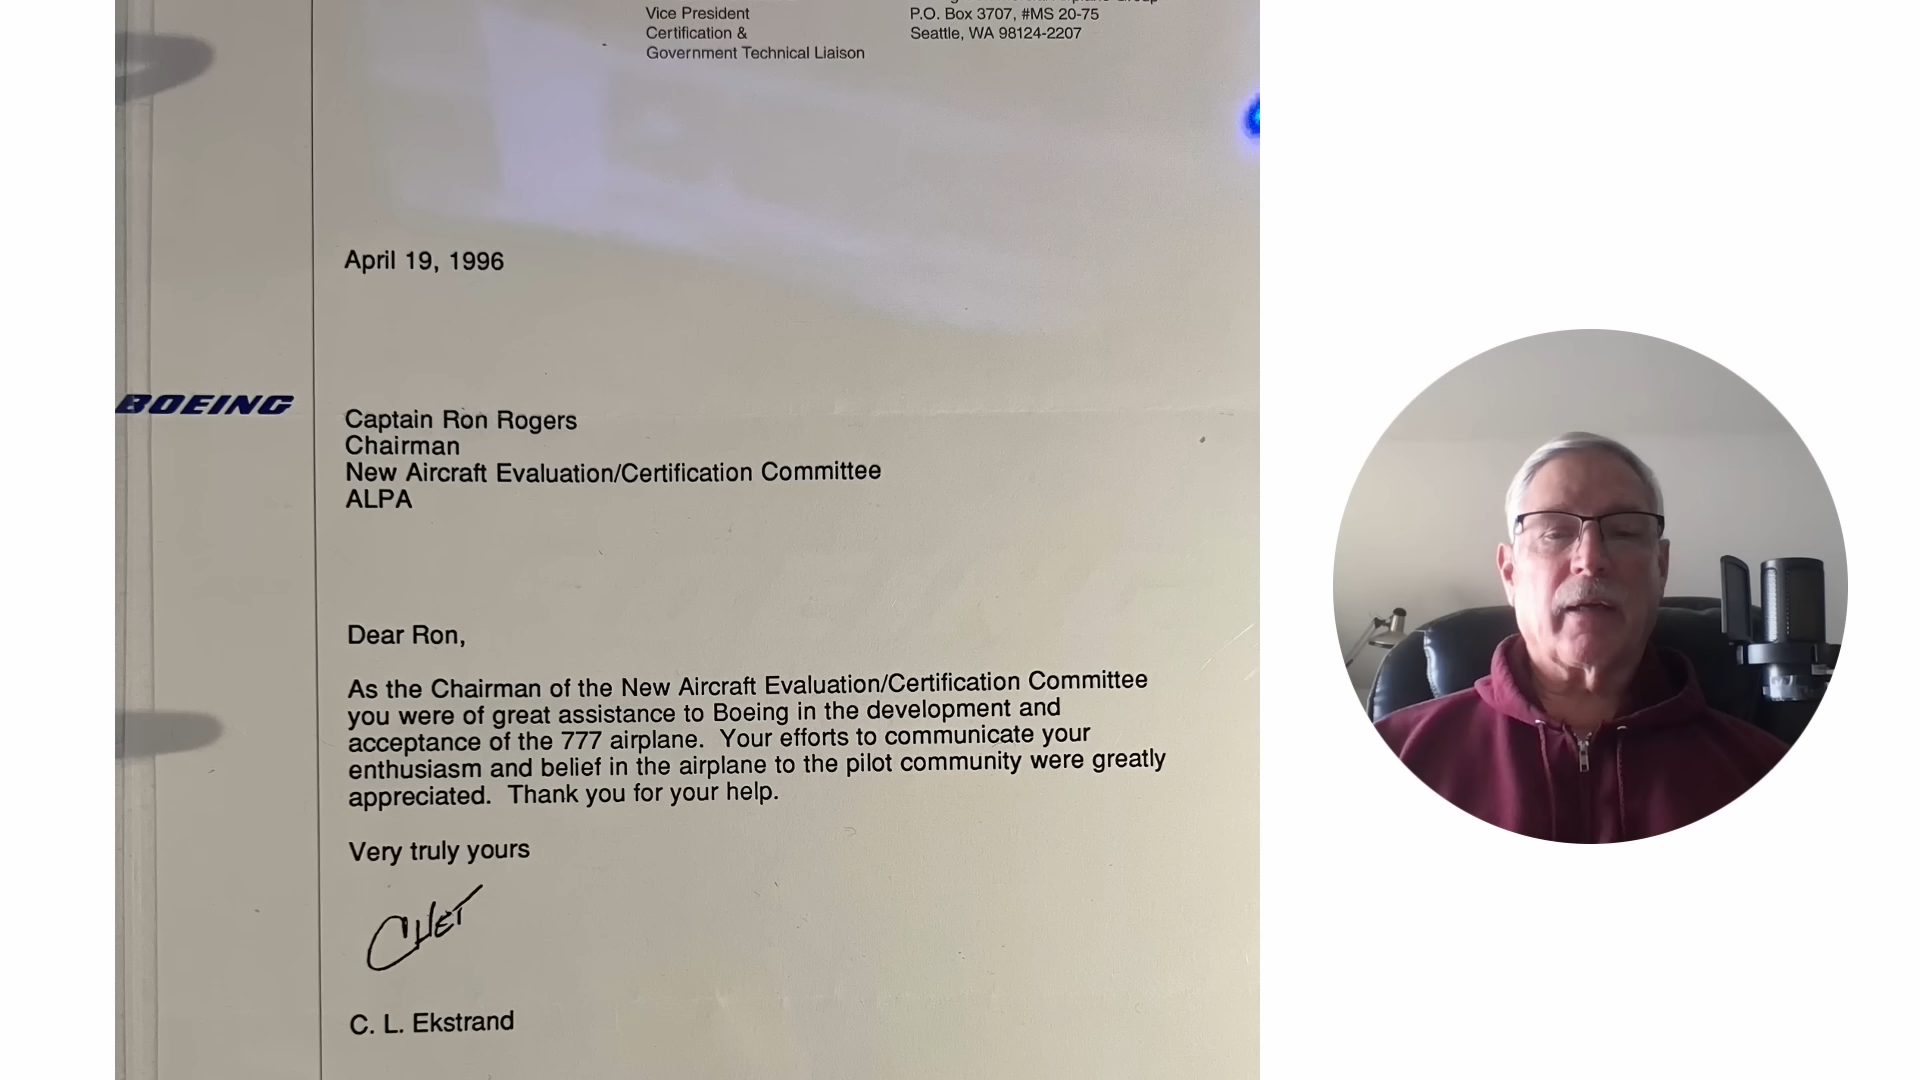 Vice President
Certification &
Government Technical Liaison
P.O. Box 3707, #MS 20-75
Seattle, WA 98124-2207
April 19, 1996
BOEING
Captain Ron Rogers
Chairman
New Aircraft Evaluation/Certification Committee
ALPA
Dear Ron,
As the Chairman of the New Aircraft Evaluation/Certification Committee
you were of great assistance to Boeing in the development and
acceptance of the 777 airplane. Your efforts to communicate your
enthusiasm and belief in the airplane to the pilot community were greatly
appreciated. Thank you for your help.
Very truly yours
CHET
C. L. Ekstrand